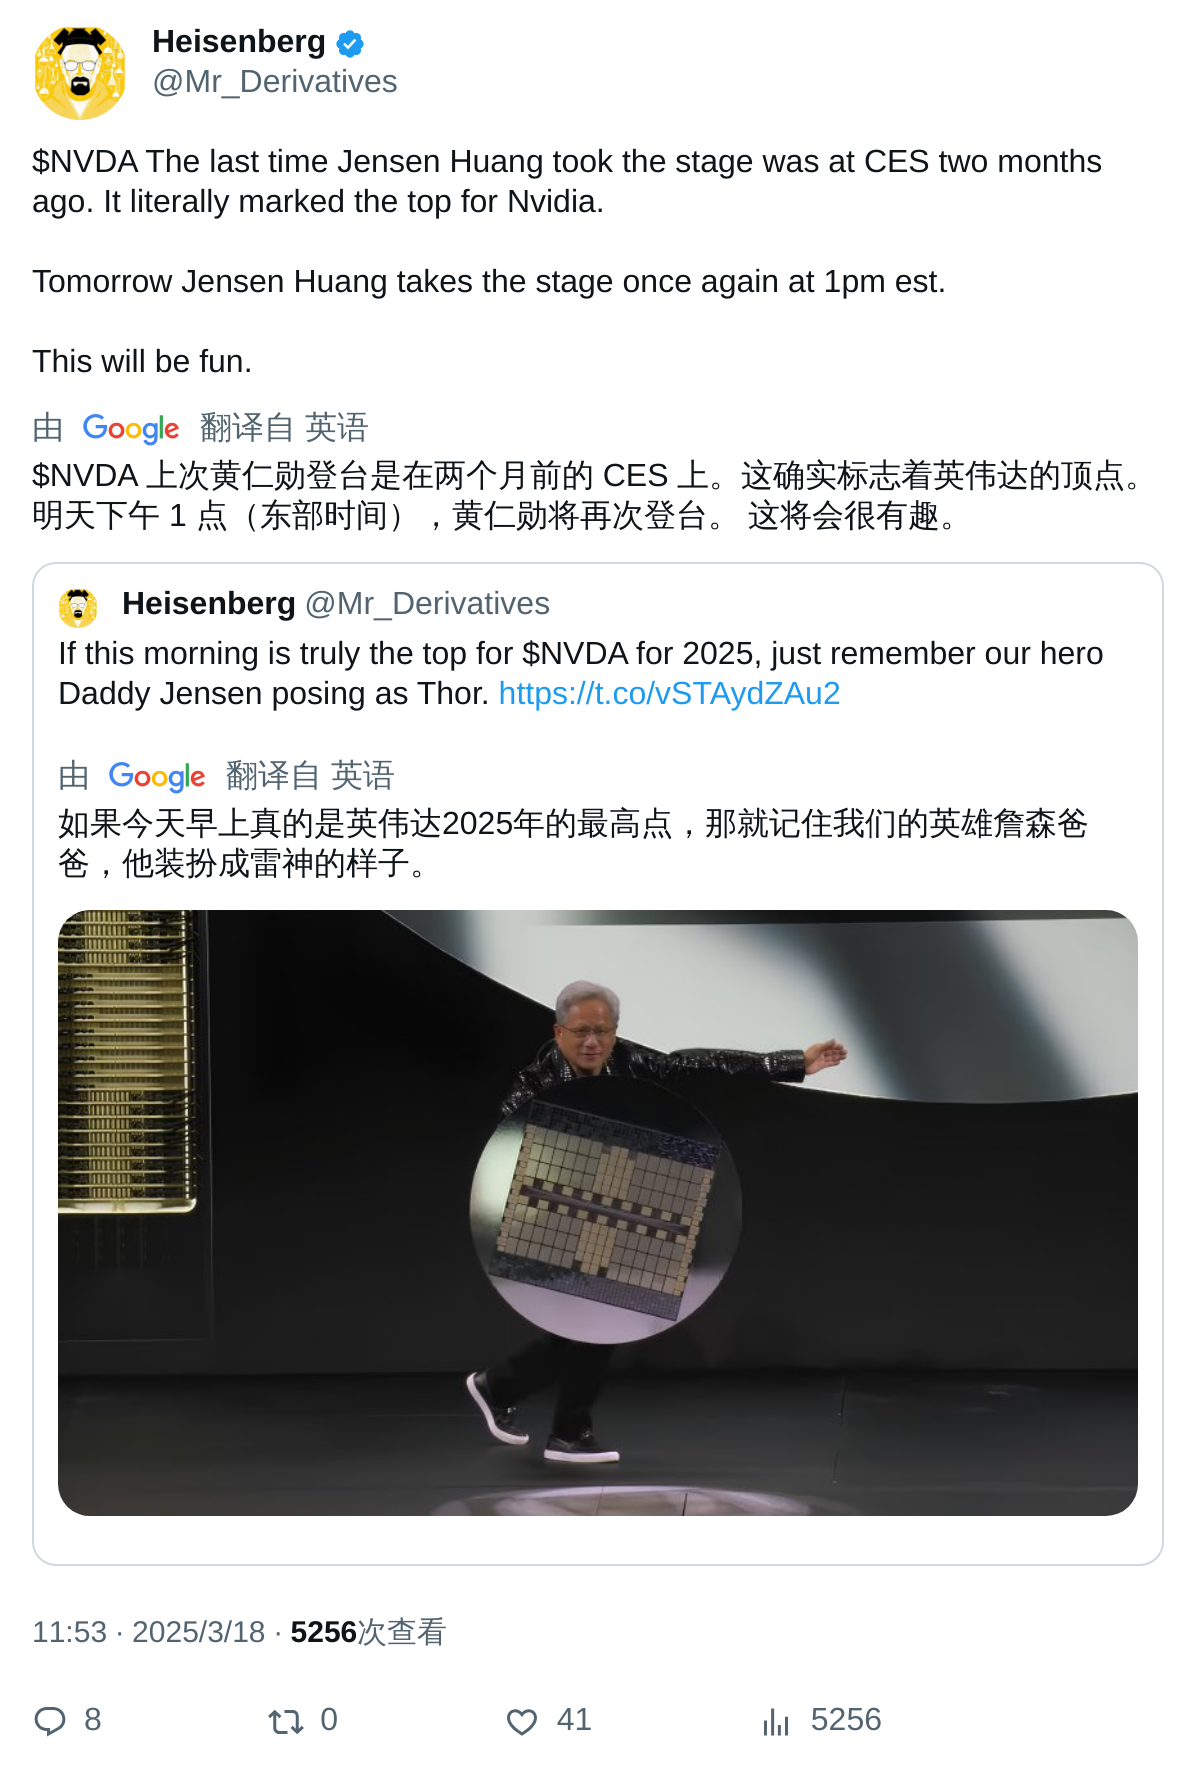 Heisenberg
@Mr_Derivatives
$NVDA The last time Jensen Huang took the stage was at CES two months
ago. It literally marked the top for Nvidia.
Tomorrow Jensen Huang takes the stage once again at 1pm est.
This will be fun.
由 Google 翻译自 英语
$NVDA 上次黄仁勋登台是在两个月前的 CES 上。这确实标志着英伟达的顶点。
明天下午 1 点（东部时间），黄仁勋将再次登台。 这将会很有趣。
Heisenberg @Mr_Derivatives
If this morning is truly the top for $NVDA for 2025, just remember our hero
Daddy Jensen posing as Thor. https://t.co/vSTAydZAu2
由 Google 翻译自 英语
如果今天早上真的是英伟达2025年的最高点，那就记住我们的英雄詹森爸
爸，他装扮成雷神的样子。
11:53 · 2025/3/18 · 5256次查看
8 0 41 5256